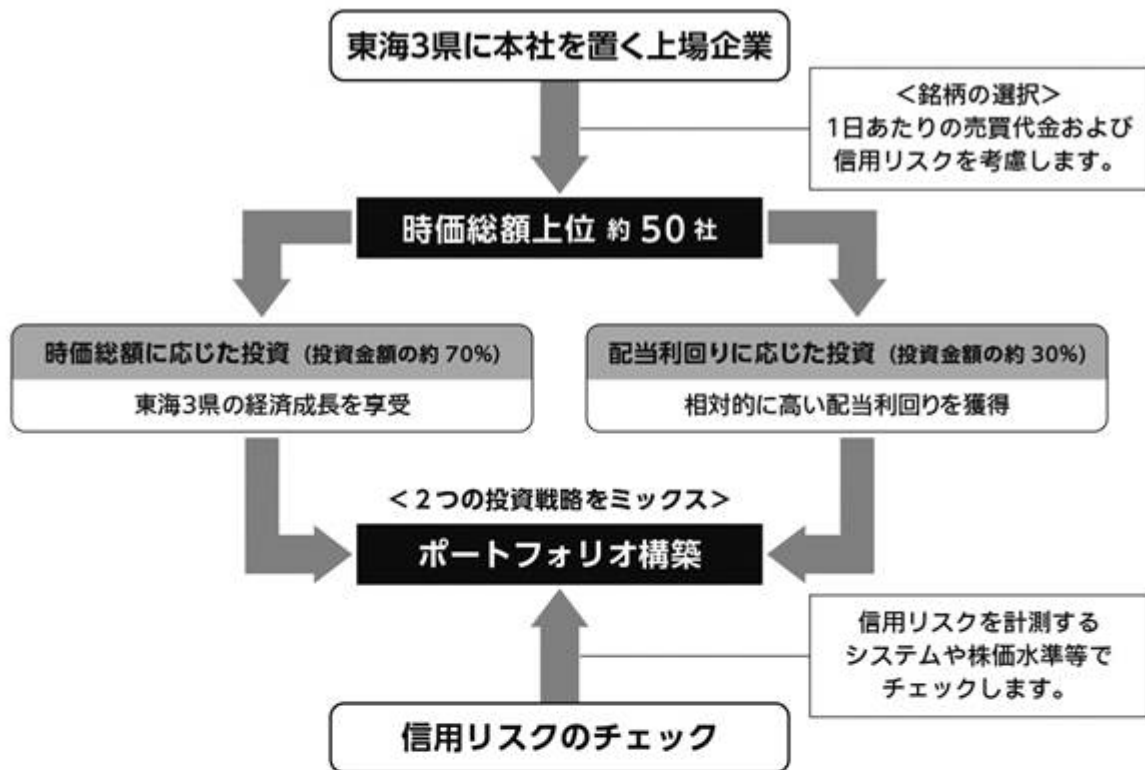 東海3県に本社を置く上場企業
＜銘柄の選択＞
1日あたりの売買代金および
信用リスクを考慮します。
時価総額上位 約 50 社
時価総額に応じた投資 (投資金額の約 70%)
東海3県の経済成長を享受
配当利回りに応じた投資 (投資金額の約 30%)
相対的に高い配当利回りを獲得
＜２つの投資戦略をミックス＞
ポートフォリオ構築
信用リスクを計測する
システムや株価水準等で
チェックします。
信用リスクのチェック